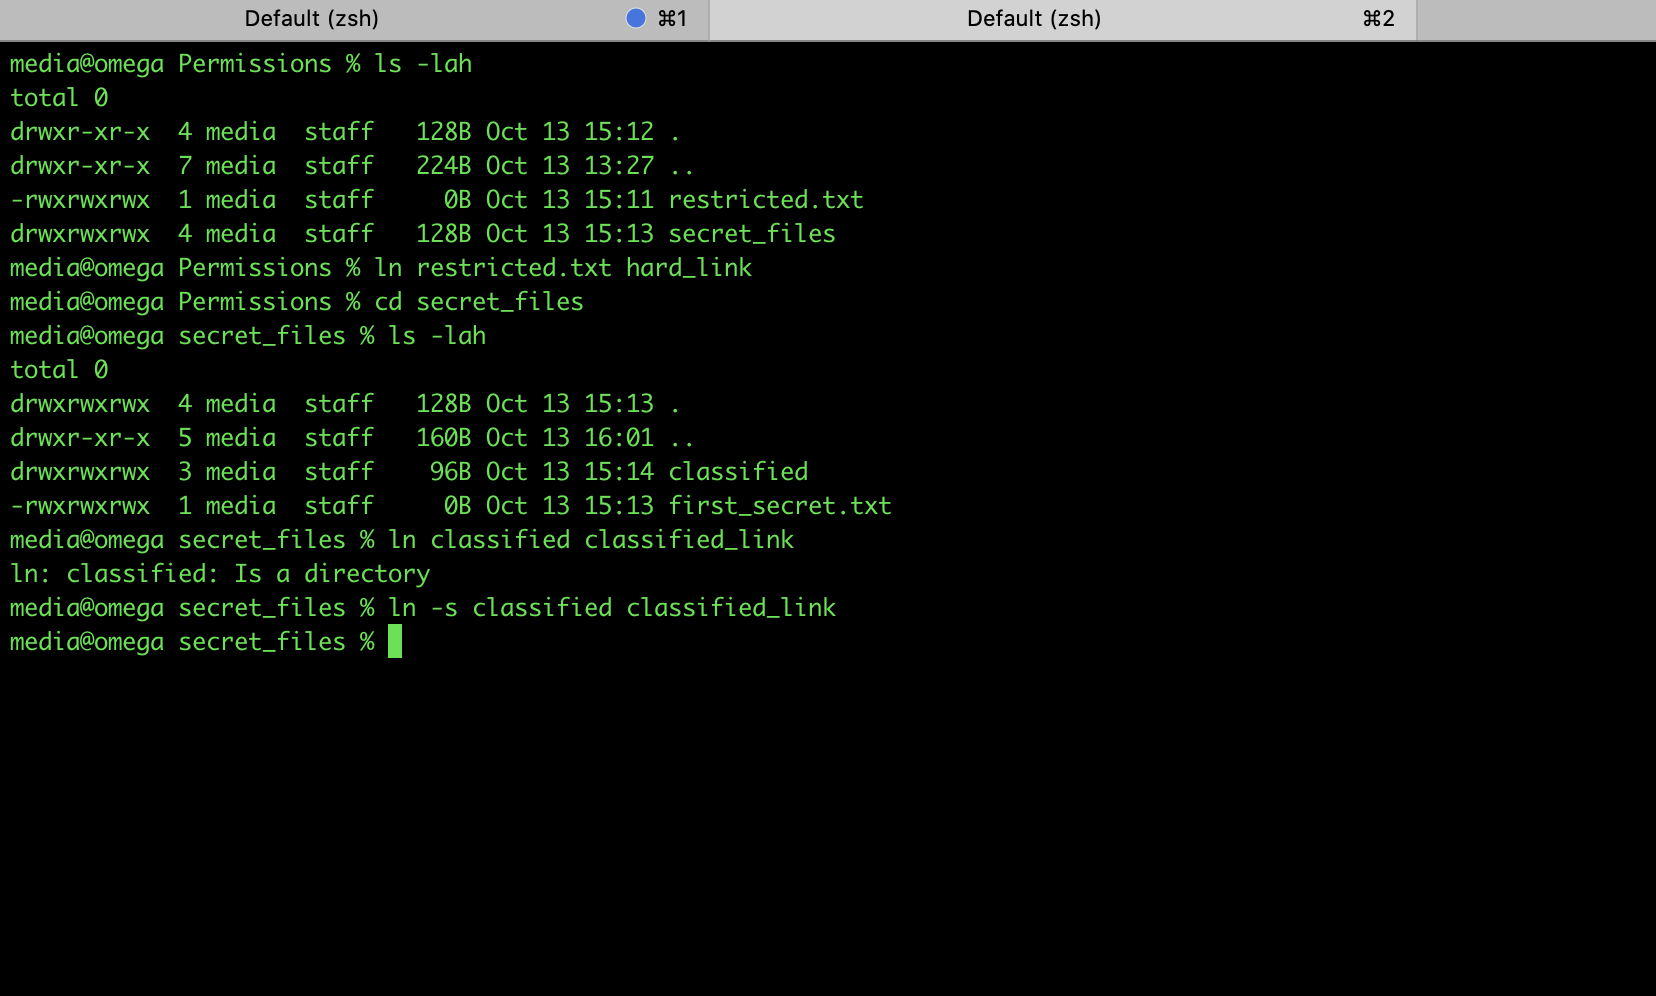 Default (zsh) ⌘1 Default (zsh) ⌘2
media@omega Permissions % ls -lah
total 0
drwxr-xr-x  4 media  staff   128B Oct 13 15:12 .
drwxr-xr-x  7 media  staff   224B Oct 13 13:27 ..
-rwxrwxrwx  1 media  staff     0B Oct 13 15:11 restricted.txt
drwxrwxrwx  4 media  staff   128B Oct 13 15:13 secret_files
media@omega Permissions % ln restricted.txt hard_link
media@omega Permissions % cd secret_files
media@omega secret_files % ls -lah
total 0
drwxrwxrwx  4 media  staff   128B Oct 13 15:13 .
drwxr-xr-x  5 media  staff   160B Oct 13 16:01 ..
drwxrwxrwx  3 media  staff    96B Oct 13 15:14 classified
-rwxrwxrwx  1 media  staff     0B Oct 13 15:13 first_secret.txt
media@omega secret_files % ln classified classified_link
ln: classified: Is a directory
media@omega secret_files % ln -s classified classified_link
media@omega secret_files %